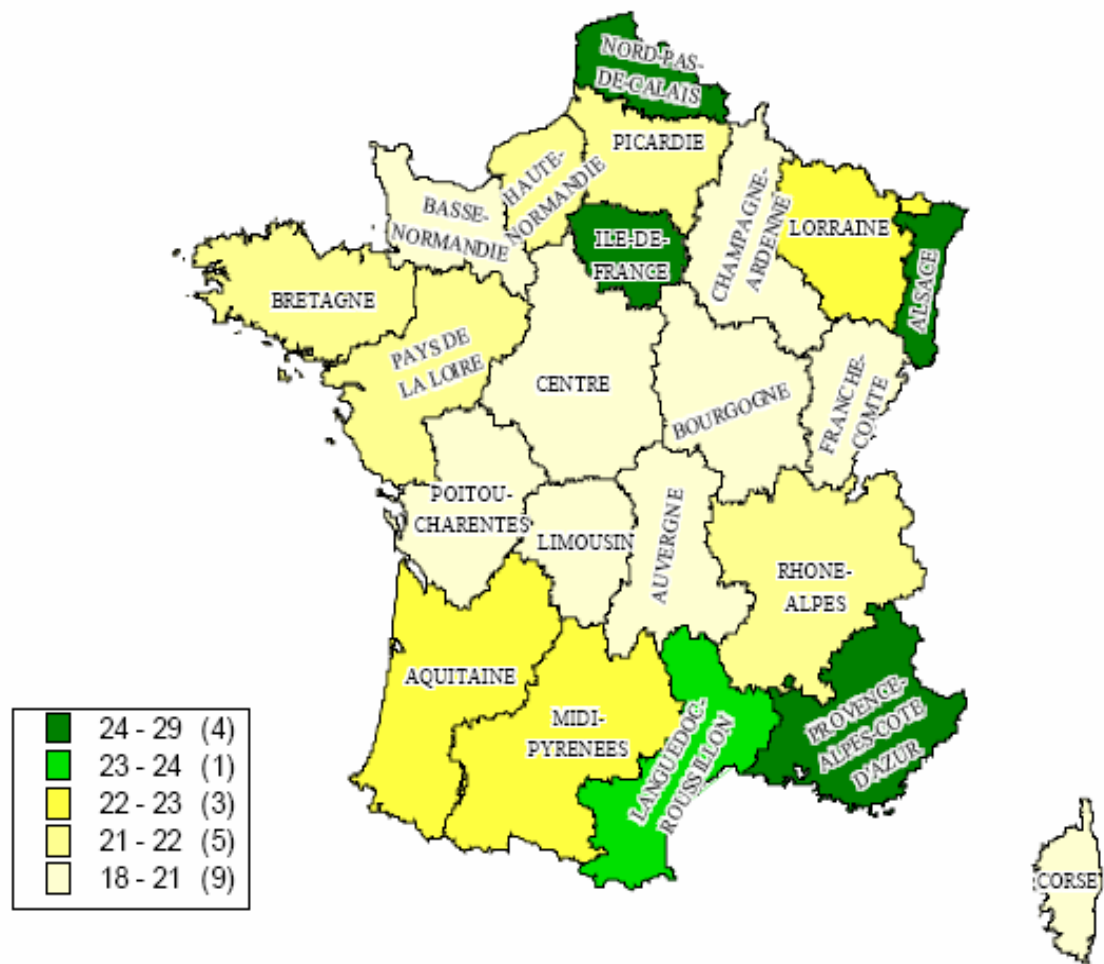 NORD-PAS-
DE-CALAIS
PICARDIE
HAUTE-
NORMANDIE
BASSE-
NORMANDIE
CHAMPAGNE-
ARDENNE
LORRAINE
ILE-DE-
FRANCE
ALSACE
BRETAGNE
PAYS DE
LA LOIRE
CENTRE
BOURGOGNE
FRANCHE-
COMTE
POITOU-
CHARENTES
LIMOUSIN
AUVERGNE
RHONE-
ALPES
AQUITAINE
MIDI-
PYRENEES
LANGUEDOC-
ROUSSILLON
PROVENCE-
ALPES-COTE
D'AZUR
CORSE
24 - 29 (4)
23 - 24 (1)
22 - 23 (3)
21 - 22 (5)
18 - 21 (9)